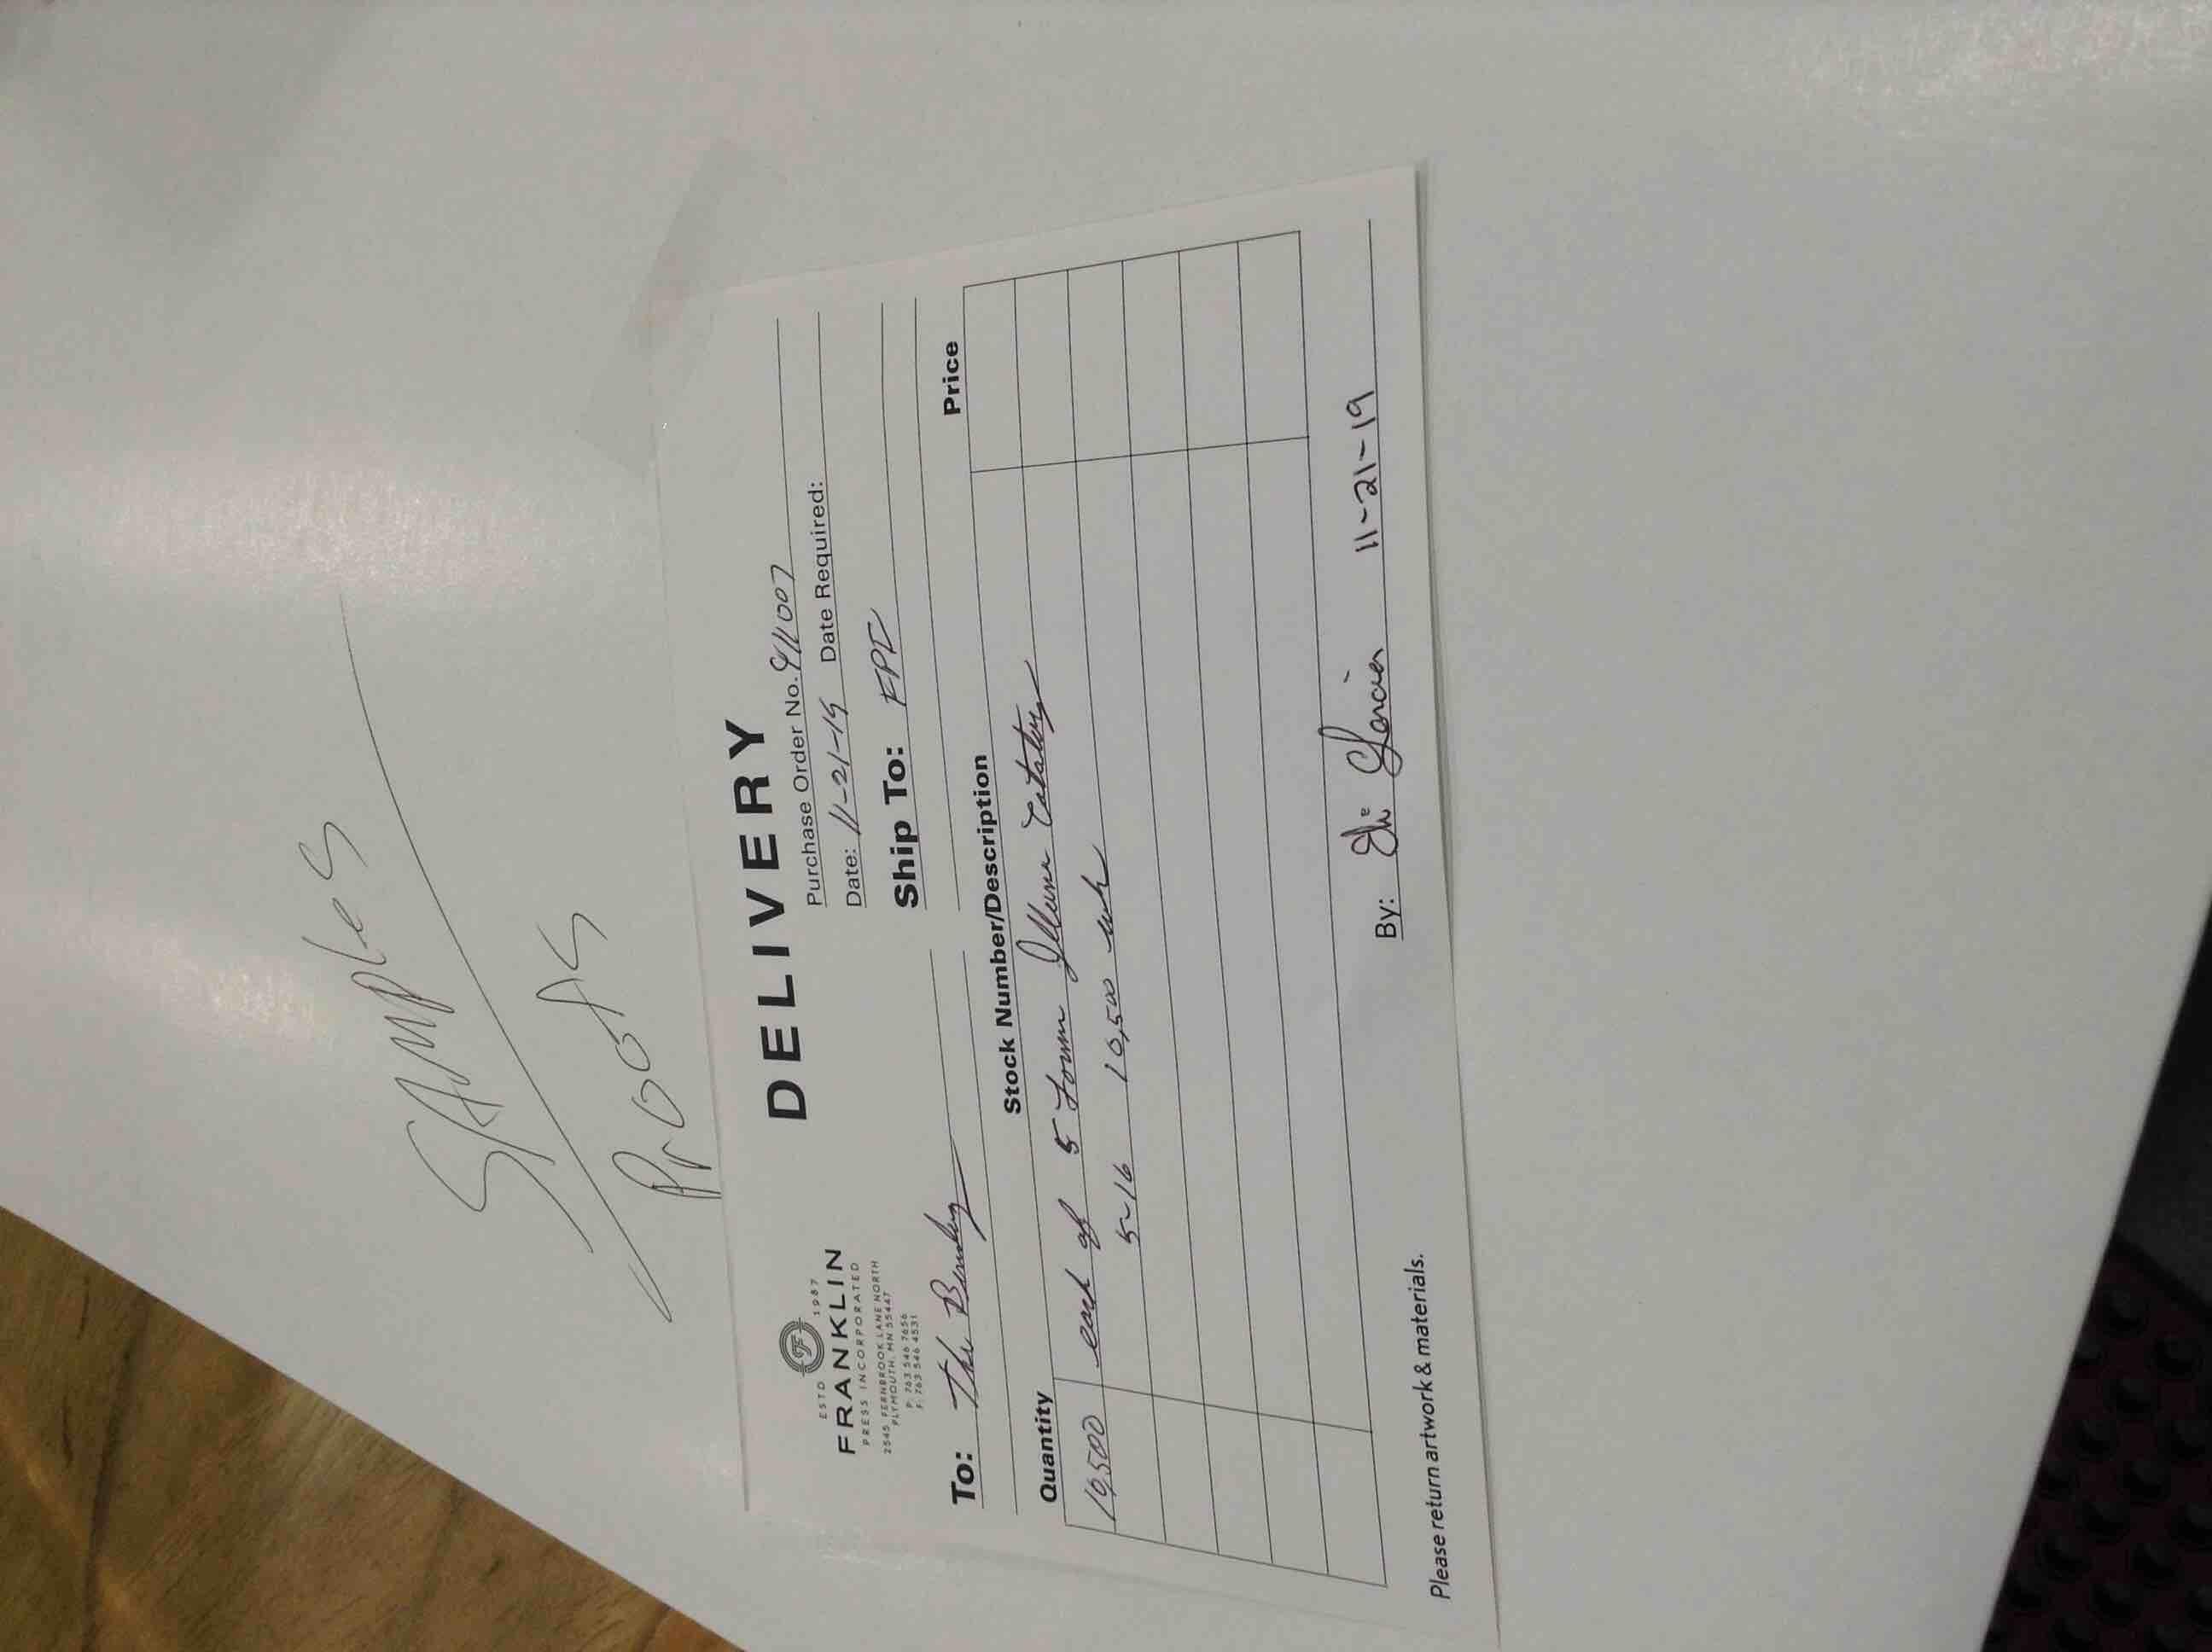 SAMPLES
Proofs
ESTD F 1987
FRANKLIN
PRESS INCORPORATED
2545 FERNBROOK LANE NORTH
PLYMOUTH, MN 55447
P: 763 546 7656
F: 763 546 4531
DELIVERY
Purchase Order No. 911007
Date: 11-21-19 Date Required:
To: The Bindery
Ship To: FPI
Quantity Stock Number/Description Price
10,500 each of 5 forms
5-16 10,500 sets
By: 11-21-19
Please return artwork & materials.